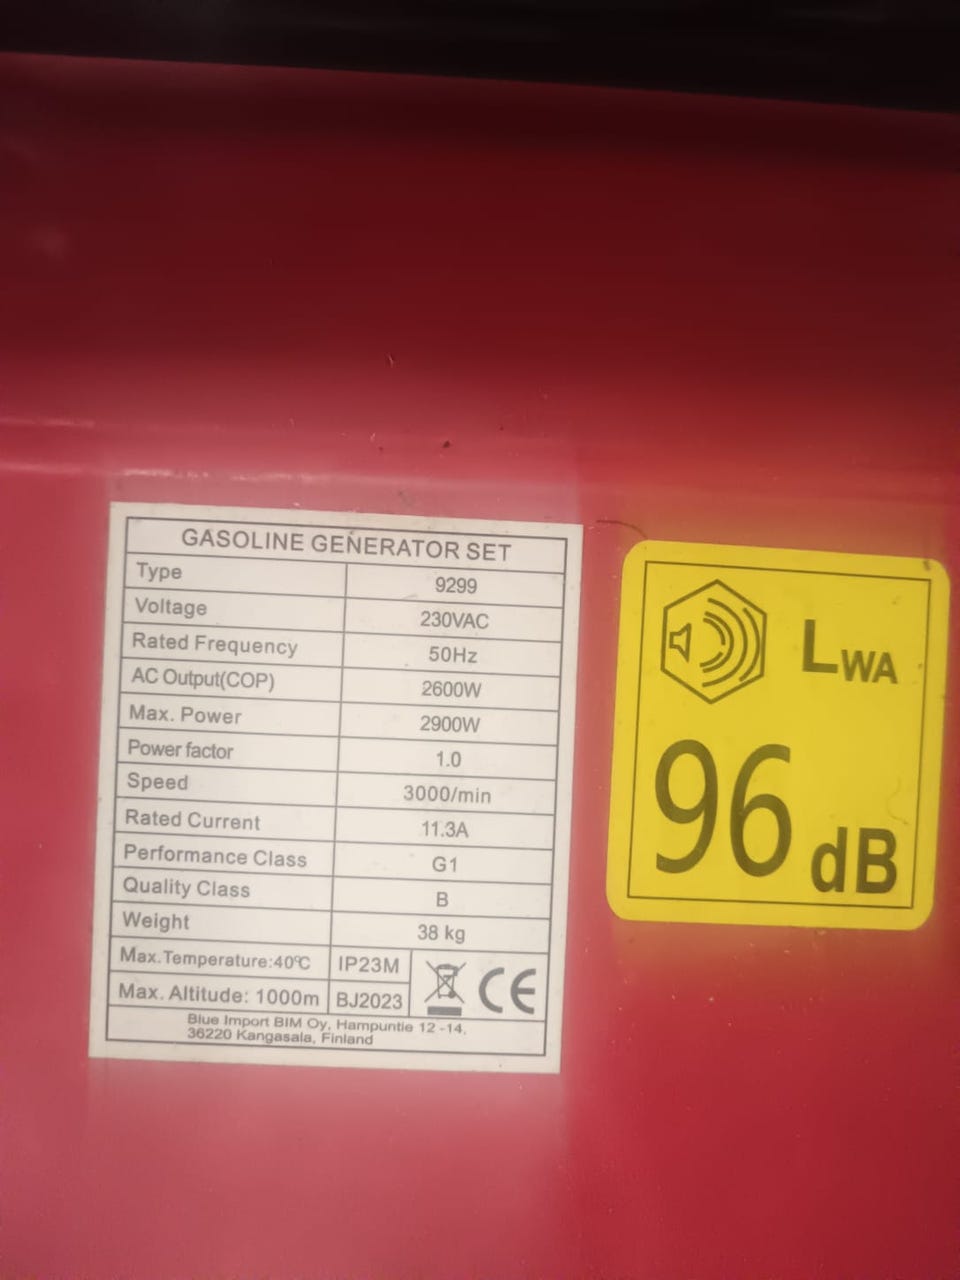 GASOLINE GENERATOR SET
Type 9299
Voltage 230VAC
Rated Frequency 50Hz
AC Output(COP) 2600W
Max. Power 2900W
Power factor 1.0
Speed 3000/min
Rated Current 11.3A
Performance Class G1
Quality Class B
Weight 38 kg
Max.Temperature:40℃ IP23M
Max. Altitude: 1000m BJ2023
CE
Blue Import BIM Oy, Hampuntie 12 -14,
36220 Kangasala, Finland
LWA
96 dB